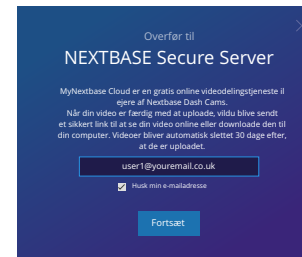 Overfør til
NEXTBASE Secure Server
MyNextbase Cloud er en gratis online videodelingstjeneste til
ejere af Nextbase Dash Cams.
Når din video er færdig med at uploade, vildu blive sendt
et sikkert link til at se din video online eller downloade den til
din computer. Videoer bliver automatisk slettet 30 dage efter,
at de er uploadet.
user1@youremail.co.uk
Husk min e-mailadresse
Fortsæt